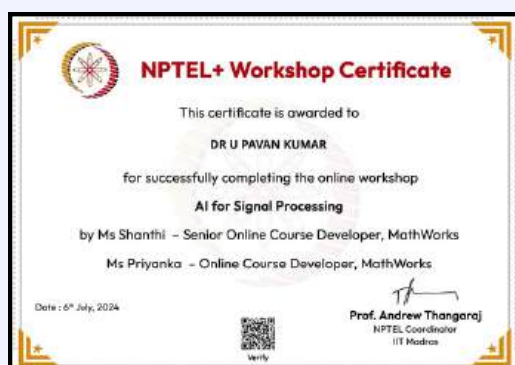 NPTEL+ Workshop Certificate
This certificate is awarded to
DR U PAVAN KUMAR
for successfully completing the online workshop
AI for Signal Processing
by Ms Shanthi – Senior Online Course Developer, MathWorks
Ms Priyanka – Online Course Developer, MathWorks
Date : 6th July, 2024
Prof. Andrew Thangaraj
NPTEL Coordinator
IIT Madras
Verify